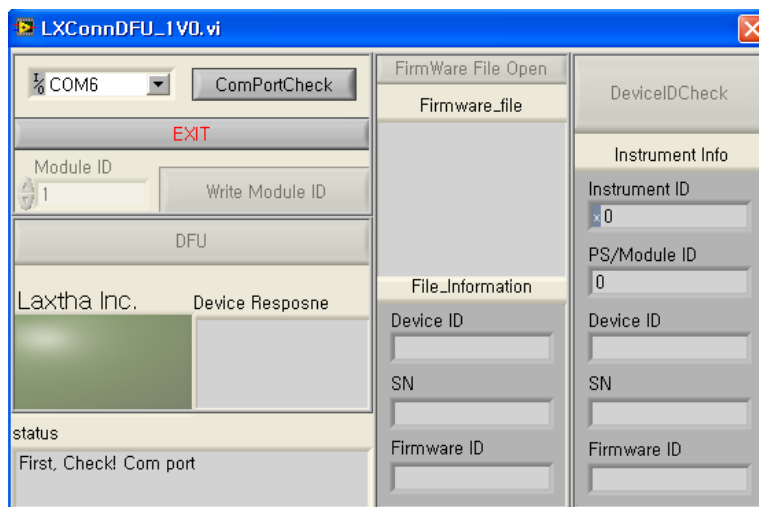 LXConnDFU_1V0.vi
COM6
ComPortCheck
EXIT
Module ID
1
Write Module ID
DFU
Laxtha Inc.
Device Resposne
status
First, Check! Com port
FirmWare File Open
Firmware_file
File_Information
Device ID
SN
Firmware ID
DeviceIDCheck
Instrument Info
Instrument ID
x 0
PS/Module ID
0
Device ID
SN
Firmware ID